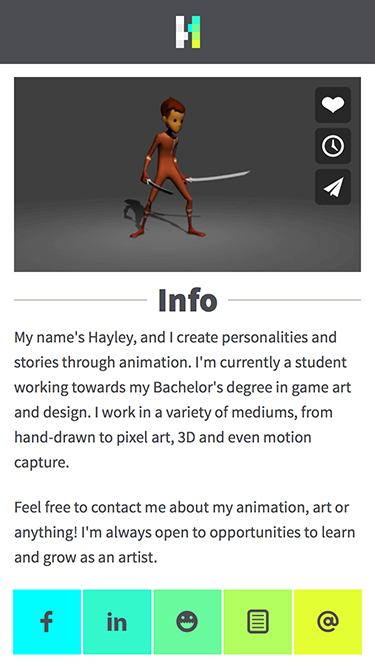 H
Info
My name's Hayley, and I create personalities and
stories through animation. I'm currently a student
working towards my Bachelor's degree in game art
and design. I work in a variety of mediums, from
hand-drawn to pixel art, 3D and even motion
capture.
Feel free to contact me about my animation, art or
anything! I'm always open to opportunities to learn
and grow as an artist.
f in @